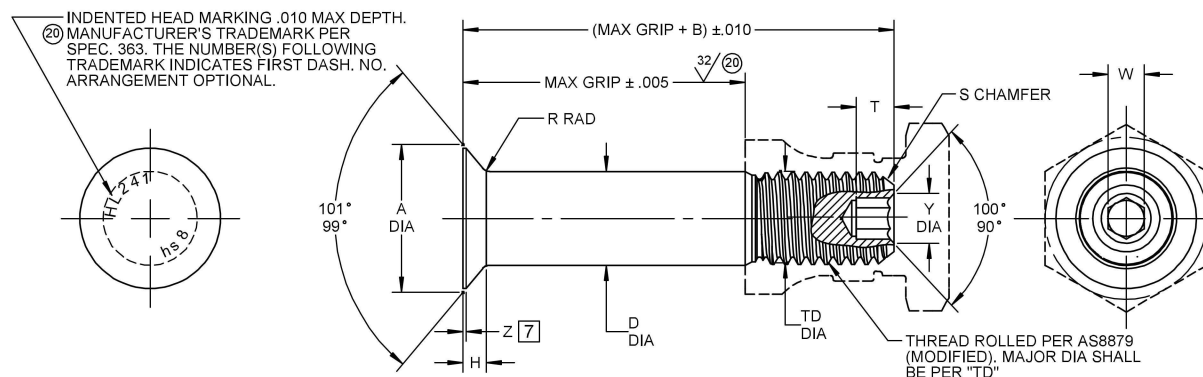 INDENTED HEAD MARKING .010 MAX DEPTH.
20 MANUFACTURER'S TRADEMARK PER
SPEC. 363. THE NUMBER(S) FOLLOWING
TRADEMARK INDICATES FIRST DASH. NO.
ARRANGEMENT OPTIONAL.
(MAX GRIP + B) ±.010
32/ 20
MAX GRIP ± .005
W
T
S CHAMFER
R RAD
HL241
hs8
101°
99°
A
DIA
Y
DIA
100°
90°
Z 7
H
D
DIA
TD
DIA
THREAD ROLLED PER AS8879
(MODIFIED). MAJOR DIA SHALL
BE PER "TD"